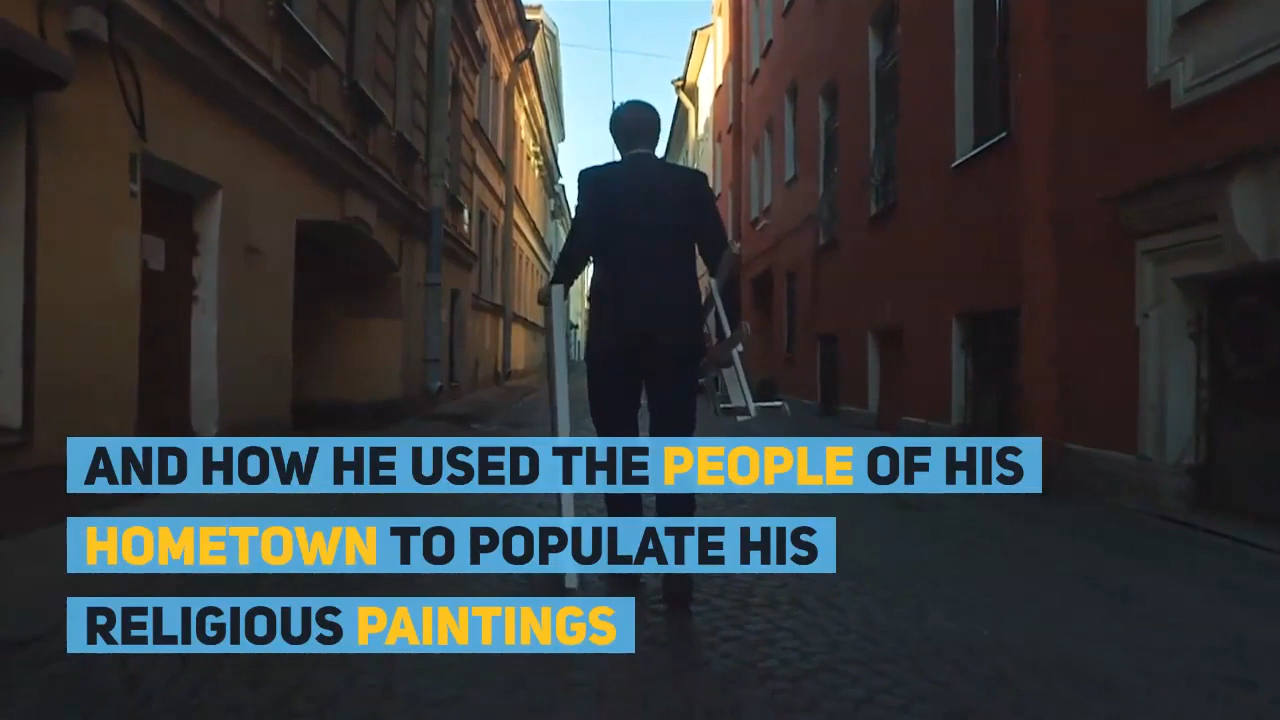 AND HOW HE USED THE PEOPLE OF HIS
HOMETOWN TO POPULATE HIS
RELIGIOUS PAINTINGS